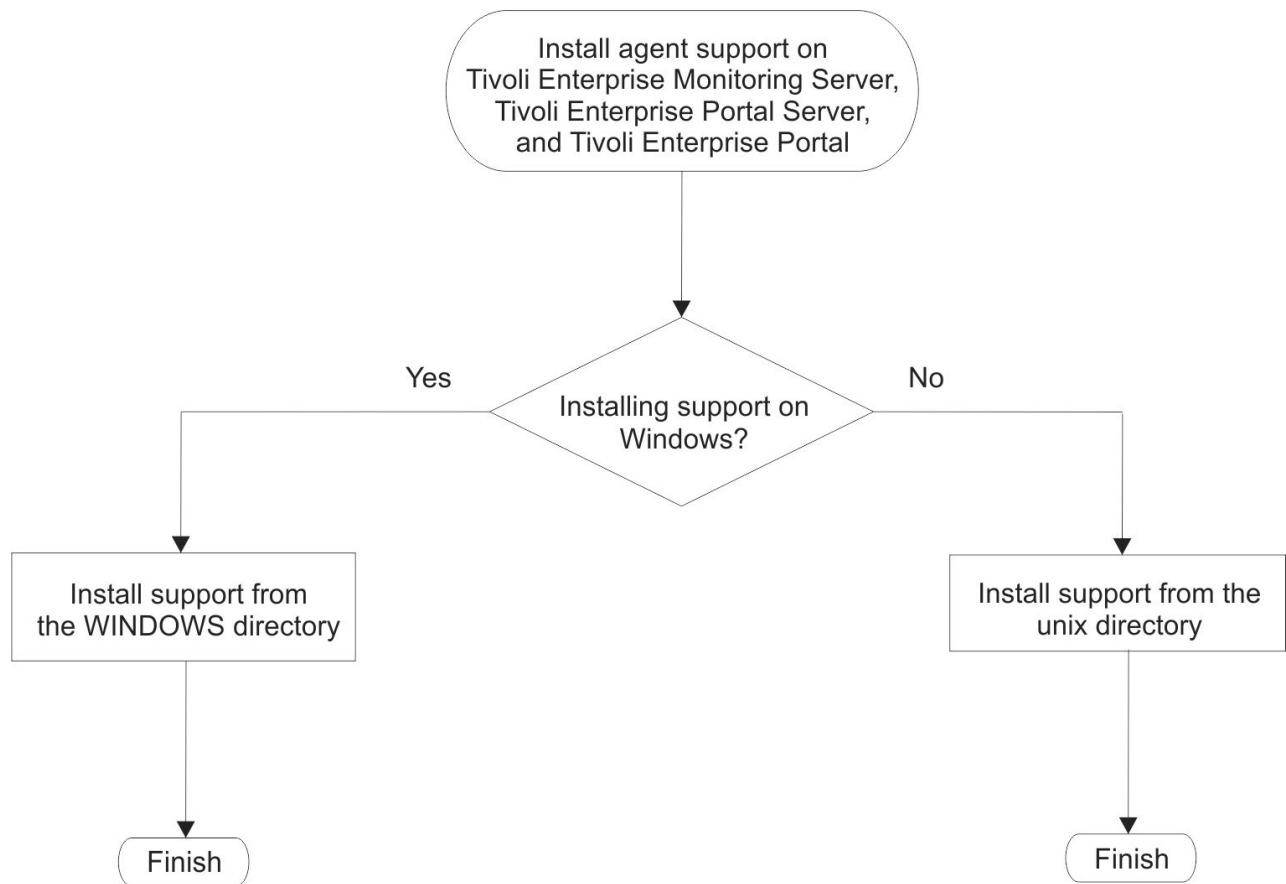 Install agent support on
Tivoli Enterprise Monitoring Server,
Tivoli Enterprise Portal Server,
and Tivoli Enterprise Portal
Yes
No
Installing support on
Windows?
Install support from
the WINDOWS directory
Install support from the
unix directory
Finish
Finish